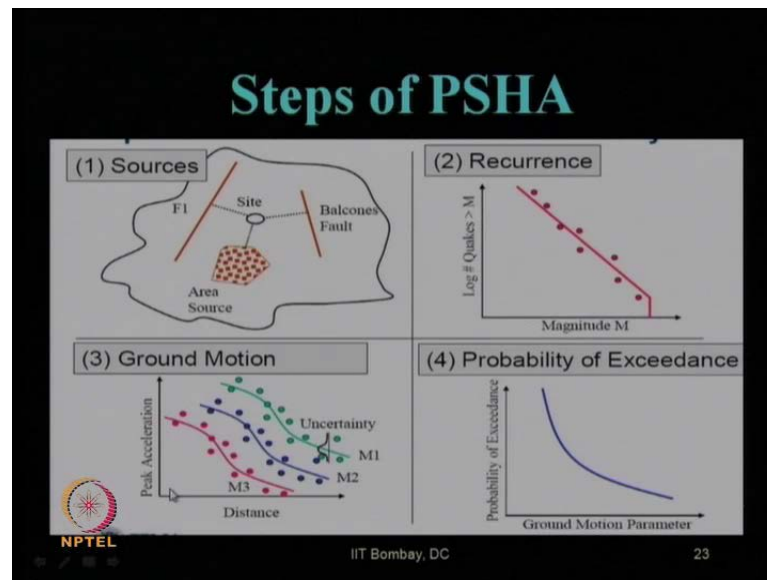 Steps of PSHA
(1) Sources
F1
Site
Balcones
Fault
Area
Source
(2) Recurrence
Log # Quakes > M
Magnitude M
(3) Ground Motion
Peak Acceleration
Uncertainty
M1
M2
M3
Distance
(4) Probability of Exceedance
Probability of Exceedance
Ground Motion Parameter
NPTEL
IIT Bombay, DC
23